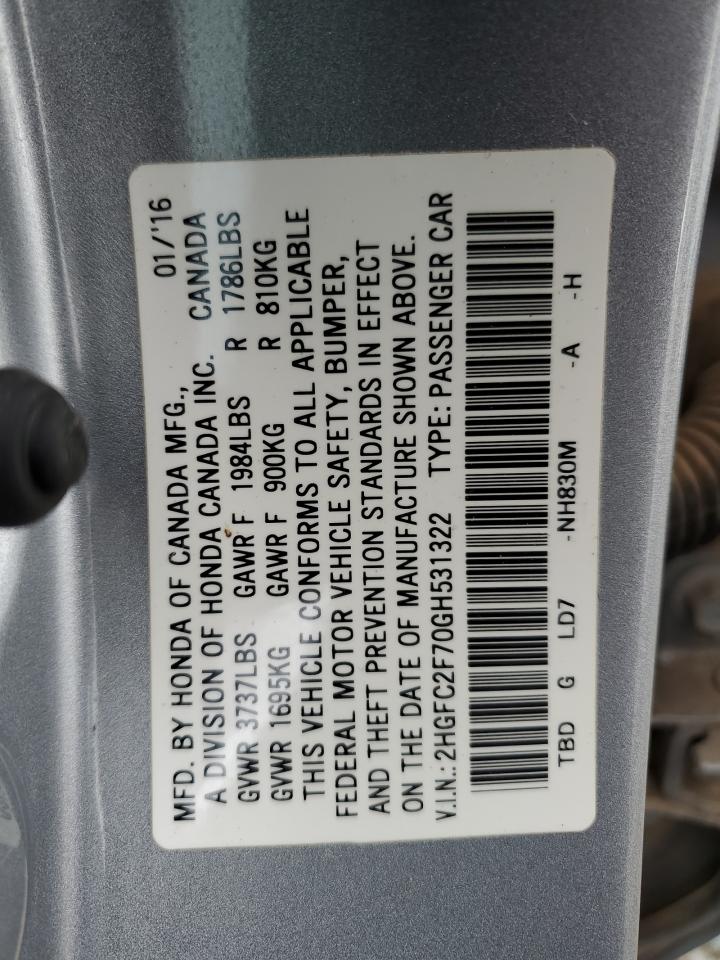 MFD. BY HONDA OF CANADA MFG., 01/'16
A DIVISION OF HONDA CANADA INC. CANADA
GVWR 3737LBS GAWR F 1984LBS R 1786LBS
GVWR 1695KG GAWR F 900KG R 810KG
THIS VEHICLE CONFORMS TO ALL APPLICABLE
FEDERAL MOTOR VEHICLE SAFETY, BUMPER,
AND THEFT PREVENTION STANDARDS IN EFFECT
ON THE DATE OF MANUFACTURE SHOWN ABOVE.
V.I.N.:2HGFC2F70GH531322 TYPE: PASSENGER CAR
TBD G LD7 -NH830M -A -H